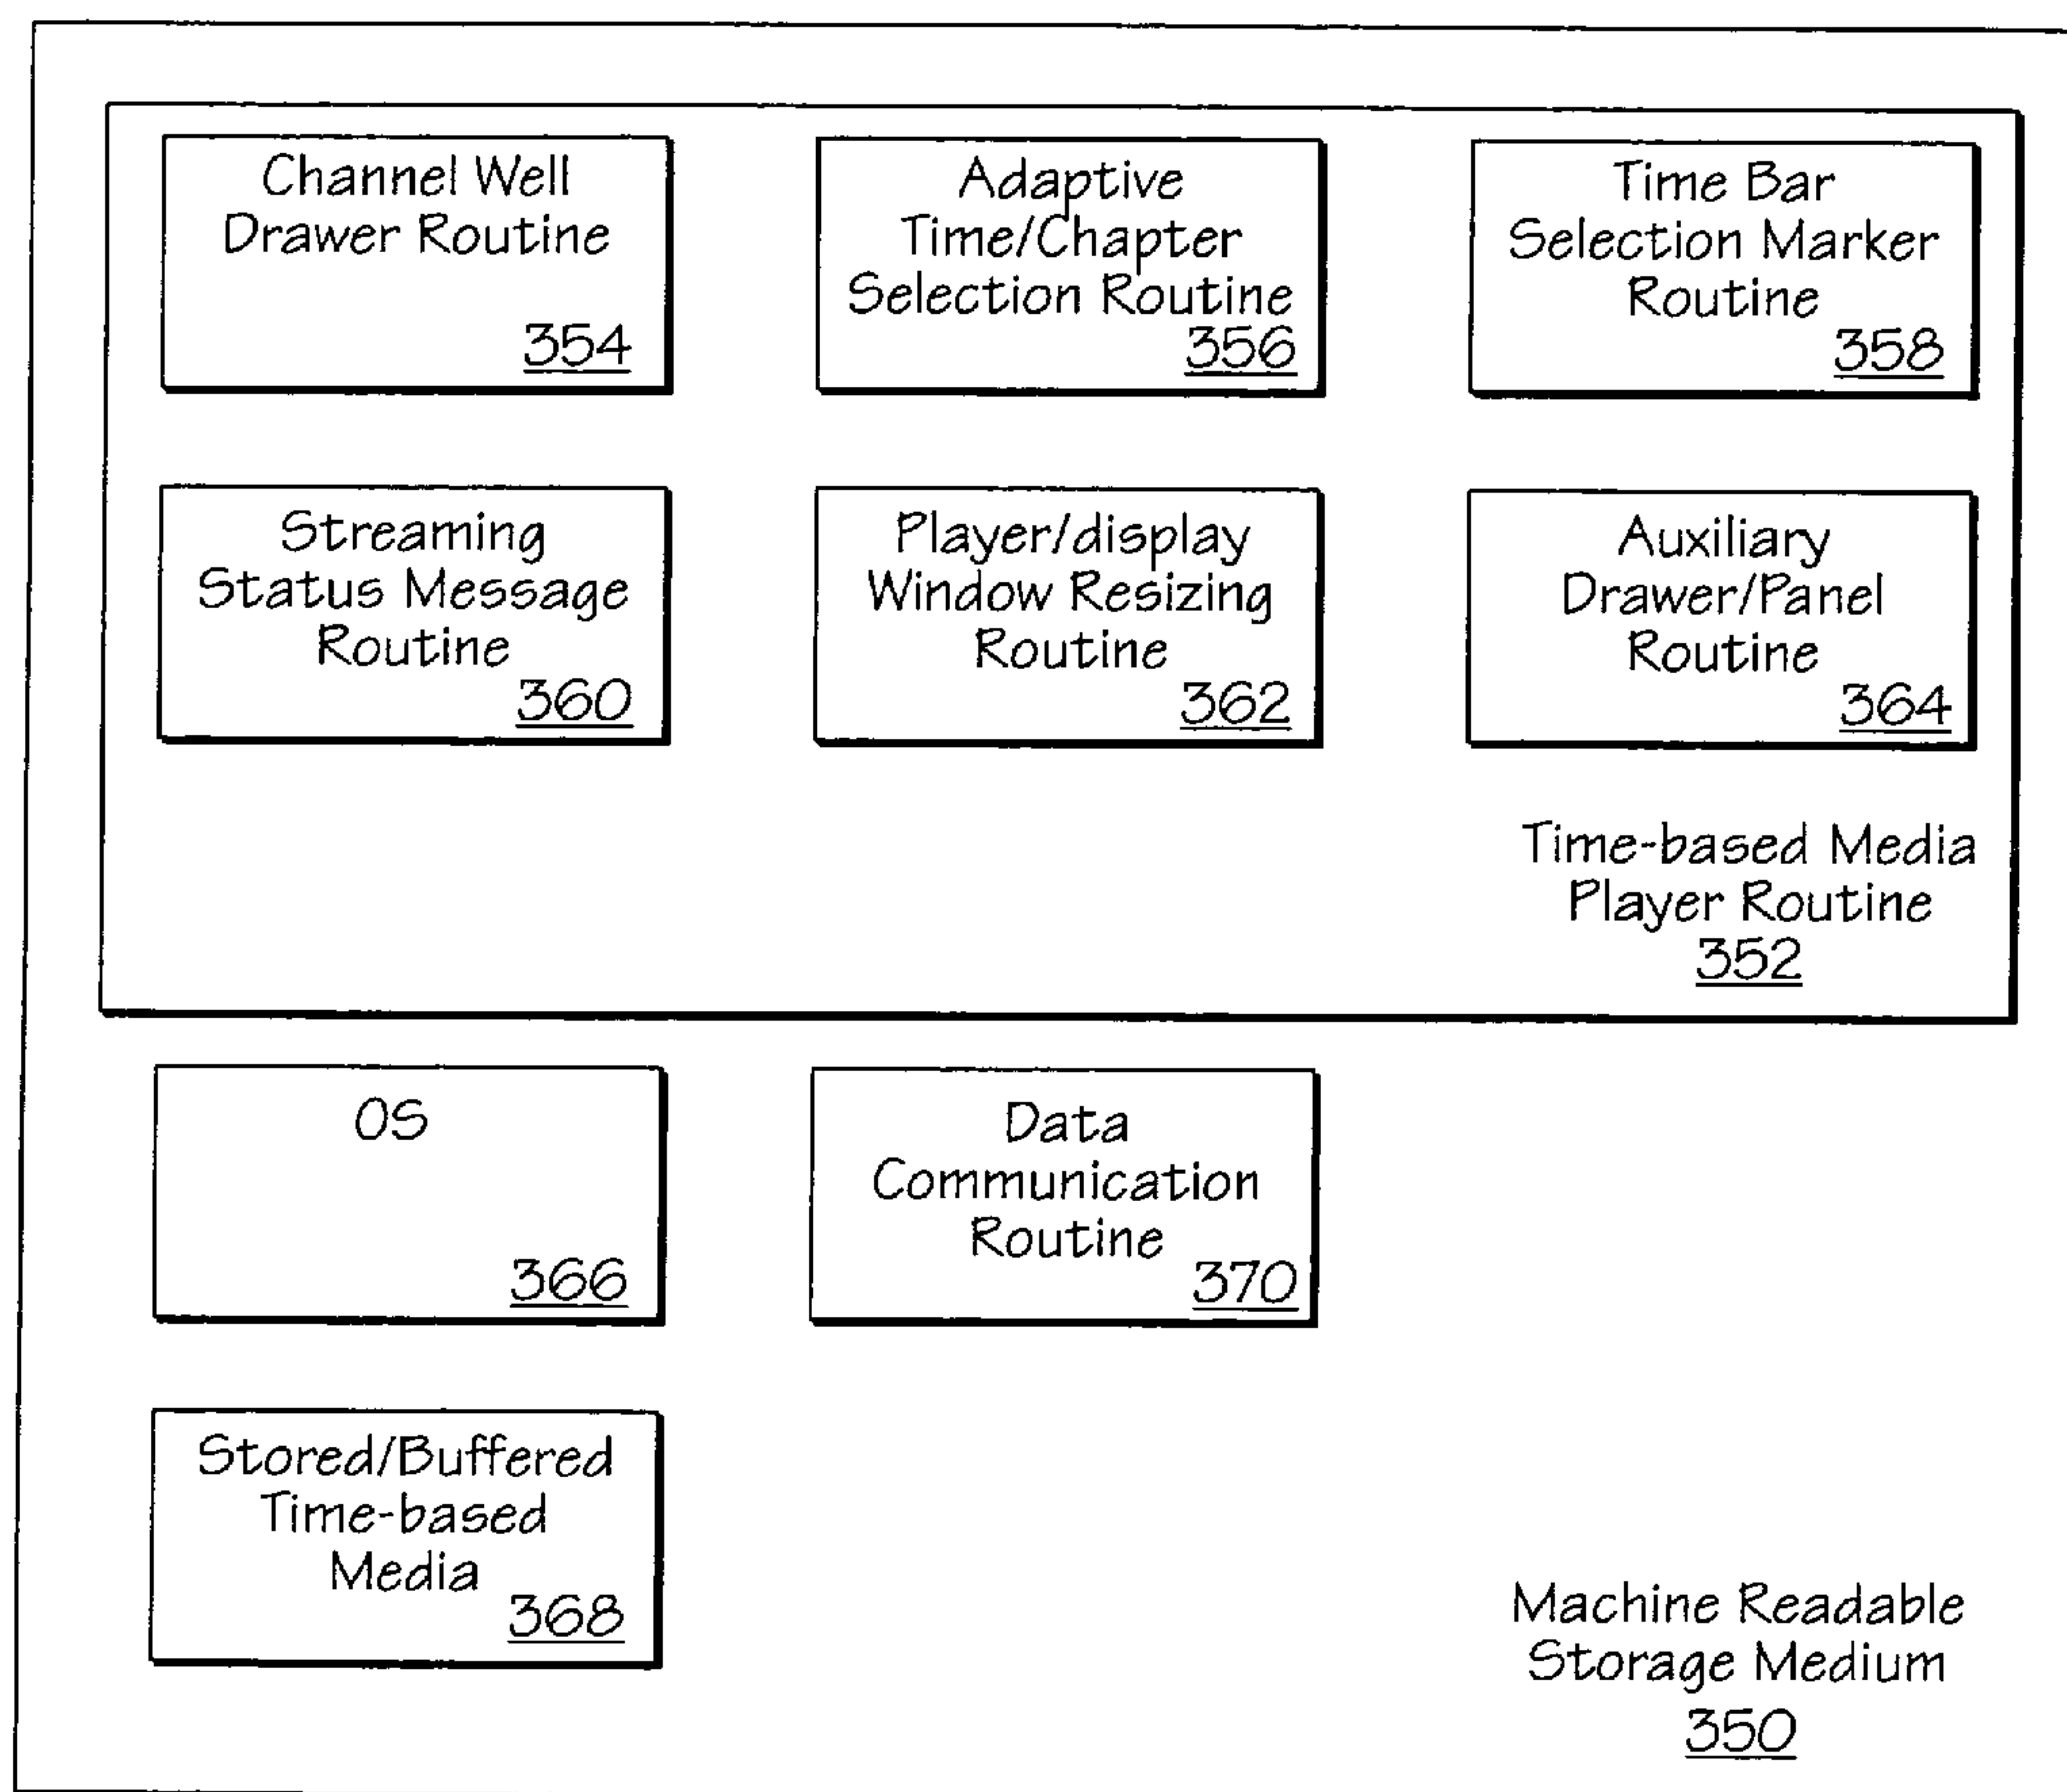 Channel Well
Drawer Routine
354
Adaptive
Time/Chapter
Selection Routine
356
Time Bar
Selection Marker
Routine
358
Streaming
Status Message
Routine
360
Player/display
Window Resizing
Routine
362
Auxiliary
Drawer/Panel
Routine
364
Time-based Media
Player Routine
352
OS
366
Data
Communication
Routine
370
Stored/Buffered
Time-based
Media
368
Machine Readable
Storage Medium
350